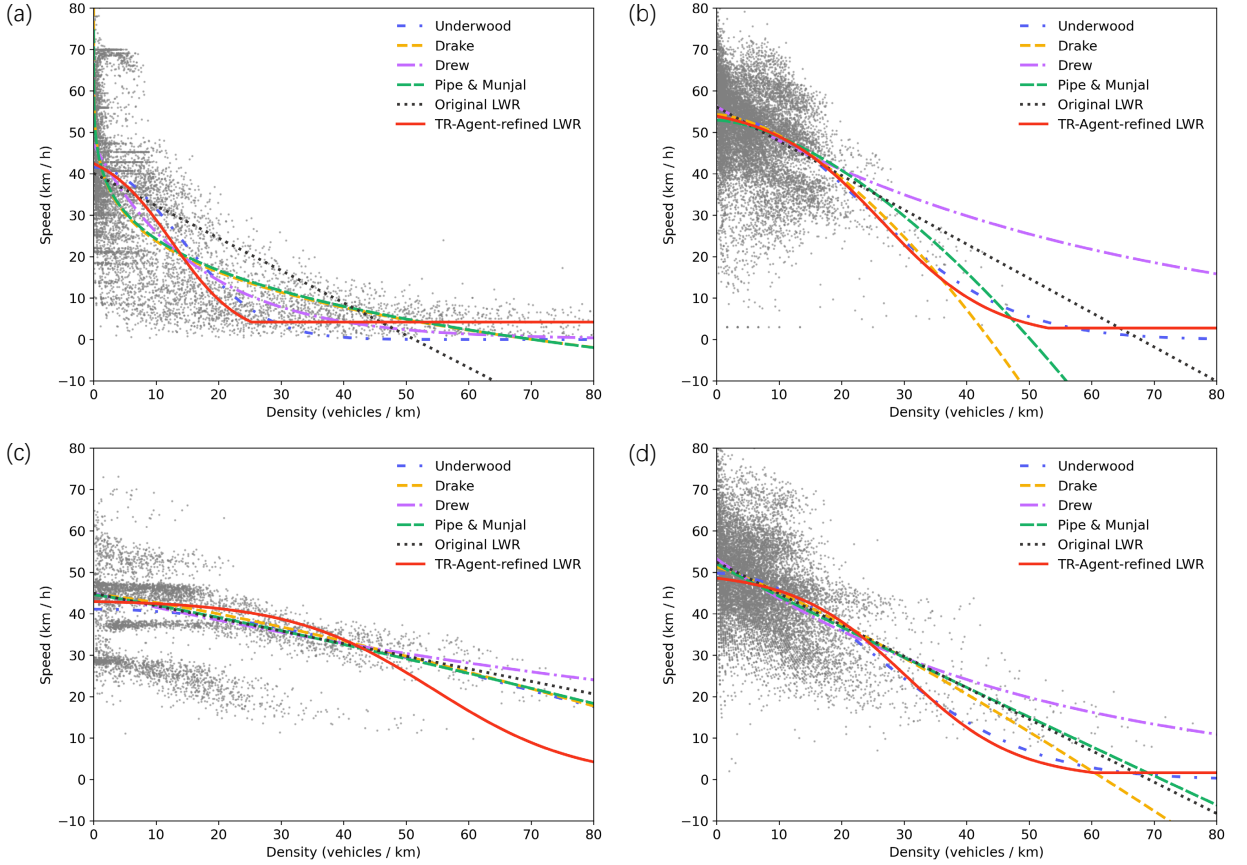 (a)
80
70
60
50
40
30
20
10
0
−10
Speed (km / h)
Underwood
Drake
Drew
Pipe & Munjal
Original LWR
TR-Agent-refined LWR
0 10 20 30 40 50 60 70 80
Density (vehicles / km)
(b)
80
70
60
50
40
30
20
10
0
−10
Speed (km / h)
Underwood
Drake
Drew
Pipe & Munjal
Original LWR
TR-Agent-refined LWR
0 10 20 30 40 50 60 70 80
Density (vehicles / km)
(c)
80
70
60
50
40
30
20
10
0
−10
Speed (km / h)
Underwood
Drake
Drew
Pipe & Munjal
Original LWR
TR-Agent-refined LWR
0 10 20 30 40 50 60 70 80
Density (vehicles / km)
(d)
80
70
60
50
40
30
20
10
0
−10
Speed (km / h)
Underwood
Drake
Drew
Pipe & Munjal
Original LWR
TR-Agent-refined LWR
0 10 20 30 40 50 60 70 80
Density (vehicles / km)